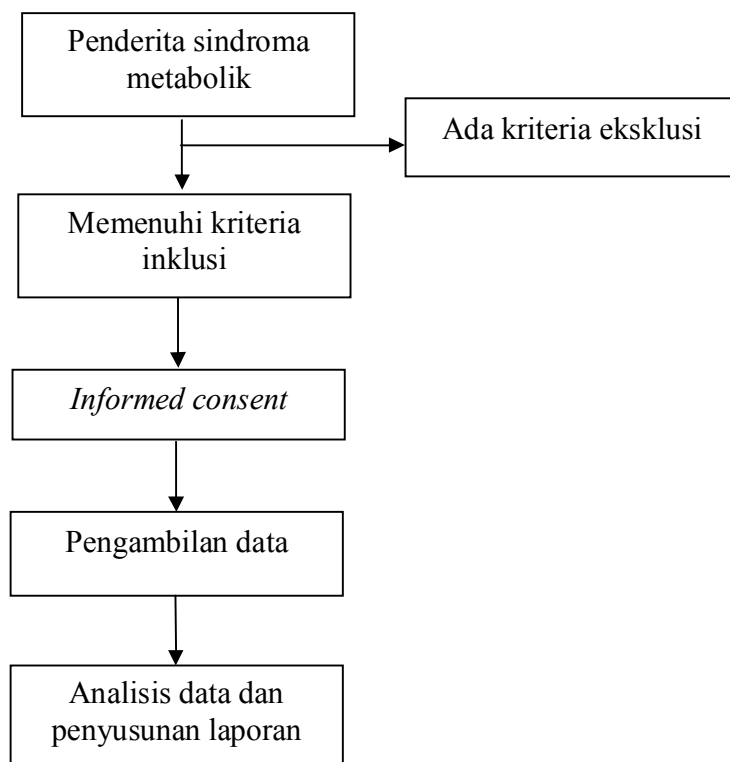 Penderita sindroma
metabolik
Ada kriteria eksklusi
Memenuhi kriteria
inklusi
Informed consent
Pengambilan data
Analisis data dan
penyusunan laporan